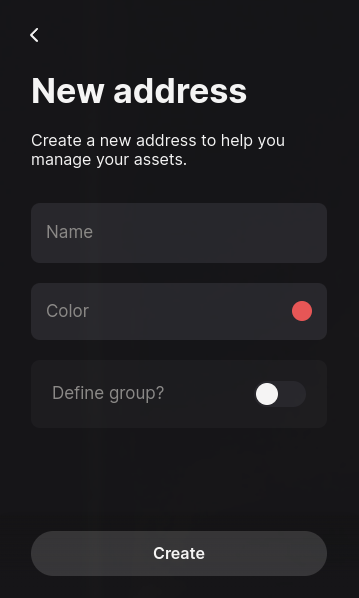 New address
Create a new address to help you
manage your assets.
Name
Color
Define group?
Create